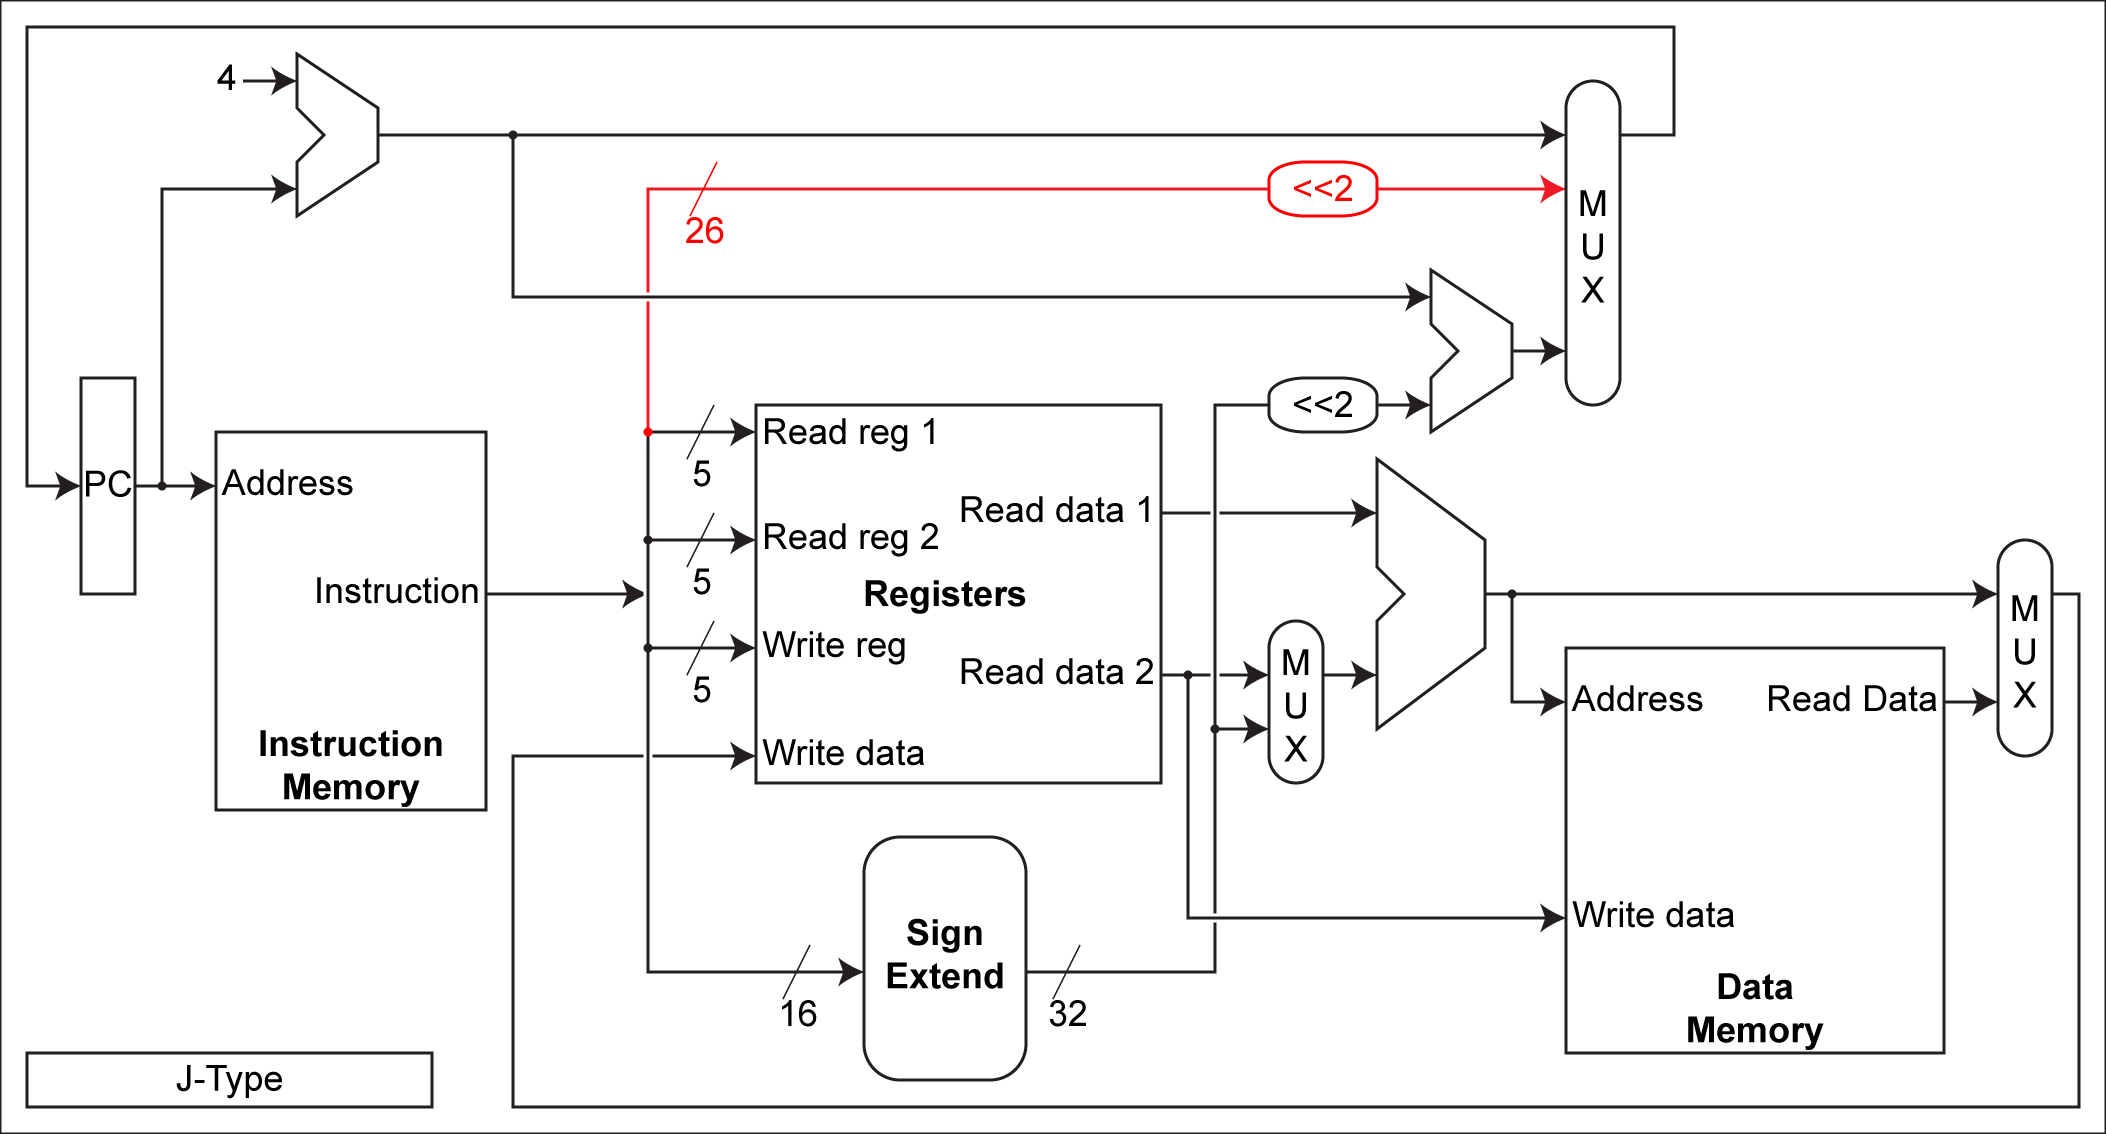 4
<<2
26
M
U
X
<<2
PC
Address
Instruction
Instruction
Memory
5
Read reg 1
5
Read reg 2
5
Write reg
Write data
Read data 1
Registers
Read data 2
M
U
X
M
U
X
Address
Read Data
Write data
Data
Memory
Sign
Extend
16
32
J-Type